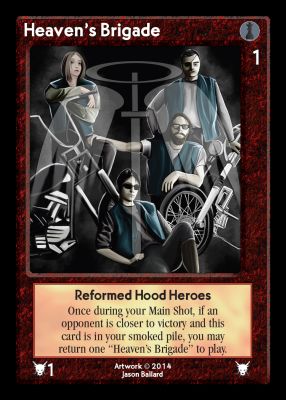 Heaven's Brigade
1
Reformed Hood Heroes
Once during your Main Shot, if an
opponent is closer to victory and this
card is in your smoked pile, you may
return one “Heaven's Brigade” to play.
1
Artwork © 2014
Jason Ballard